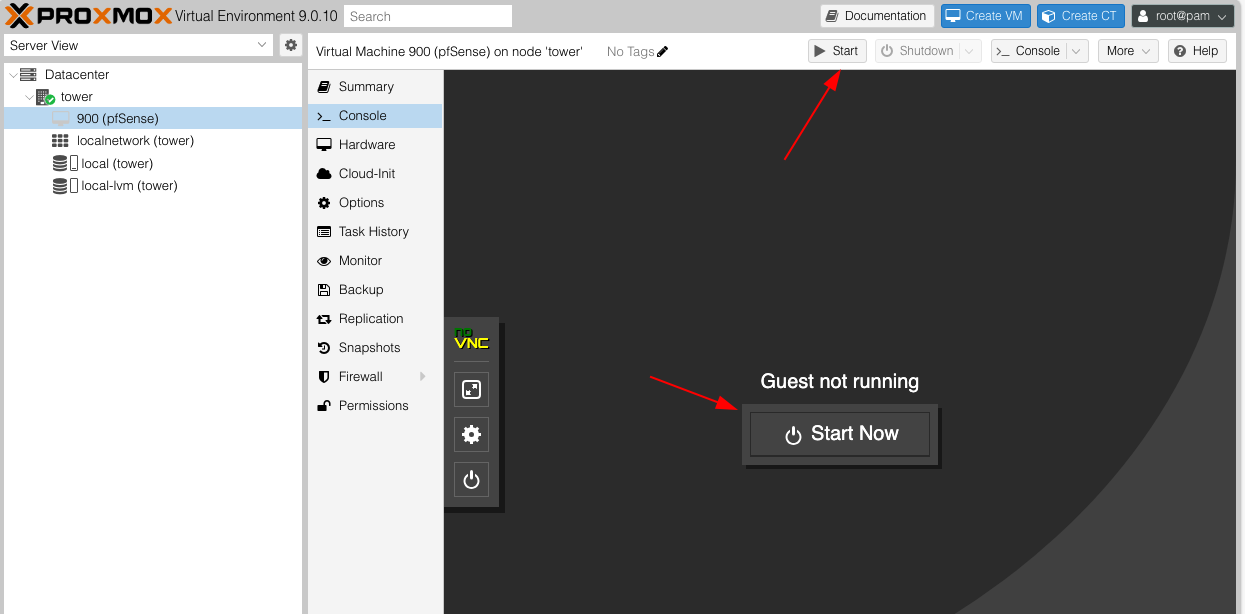 PROXMOX Virtual Environment 9.0.10 Search Documentation Create VM Create CT root@pam
Server View
Virtual Machine 900 (pfSense) on node 'tower' No Tags Start Shutdown >_ Console More Help
Datacenter
tower
900 (pfSense)
localnetwork (tower)
local (tower)
local-lvm (tower)
Summary
>_ Console
Hardware
Cloud-Init
Options
Task History
Monitor
Backup
Replication
Snapshots
Firewall
Permissions
no
VNC
Guest not running
Start Now